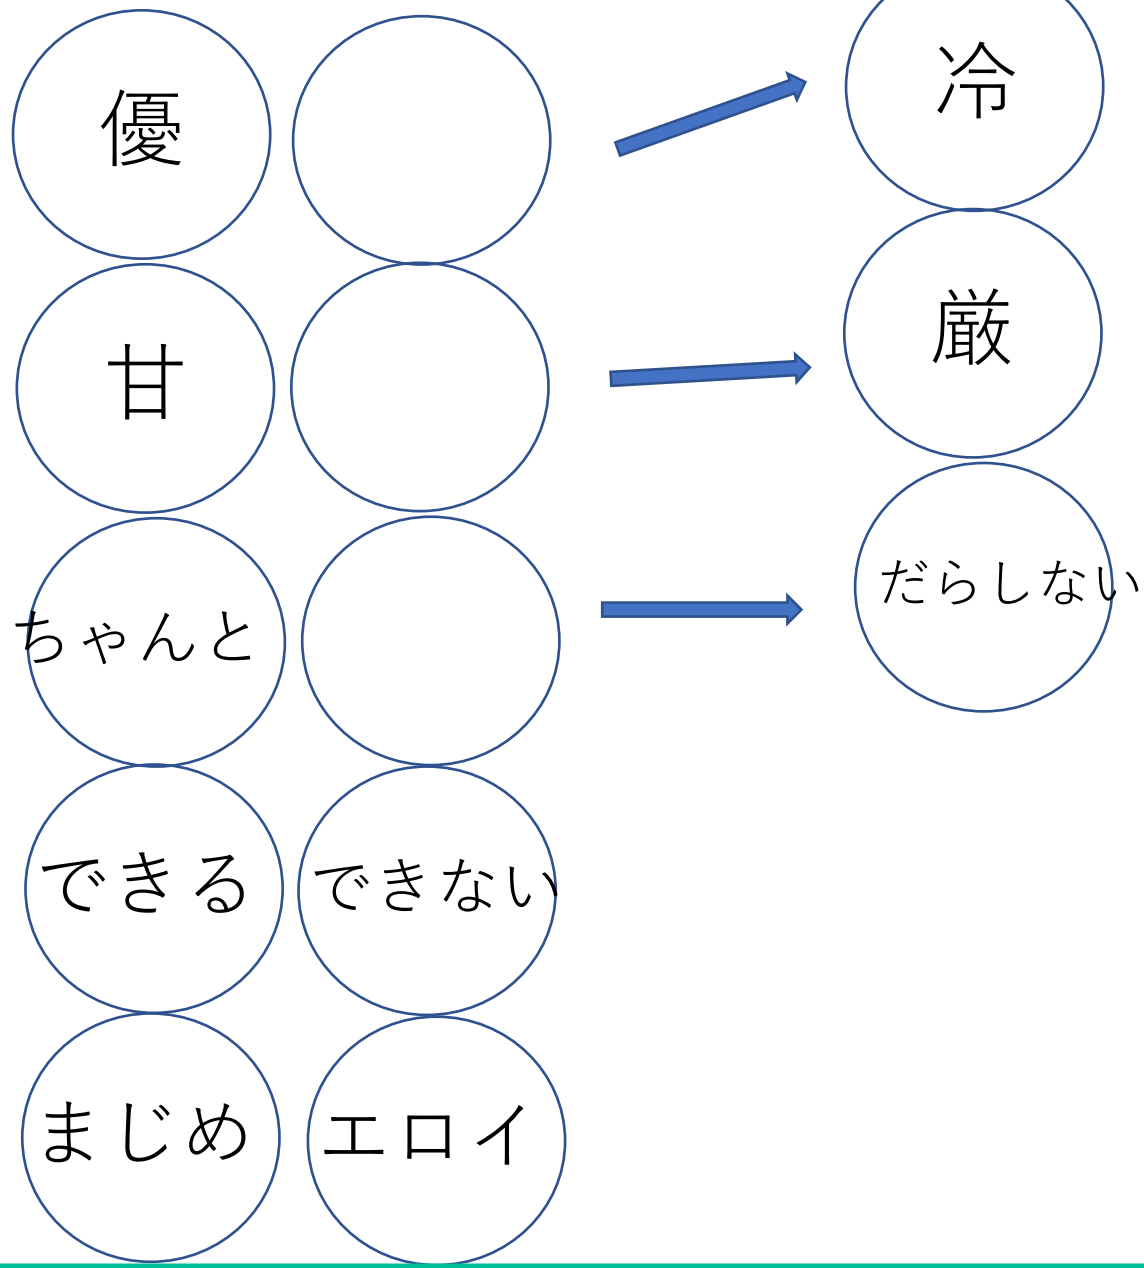 優
冷
甘
厳
ちゃんと
だらしない
できる
できない
まじめ
エロイ